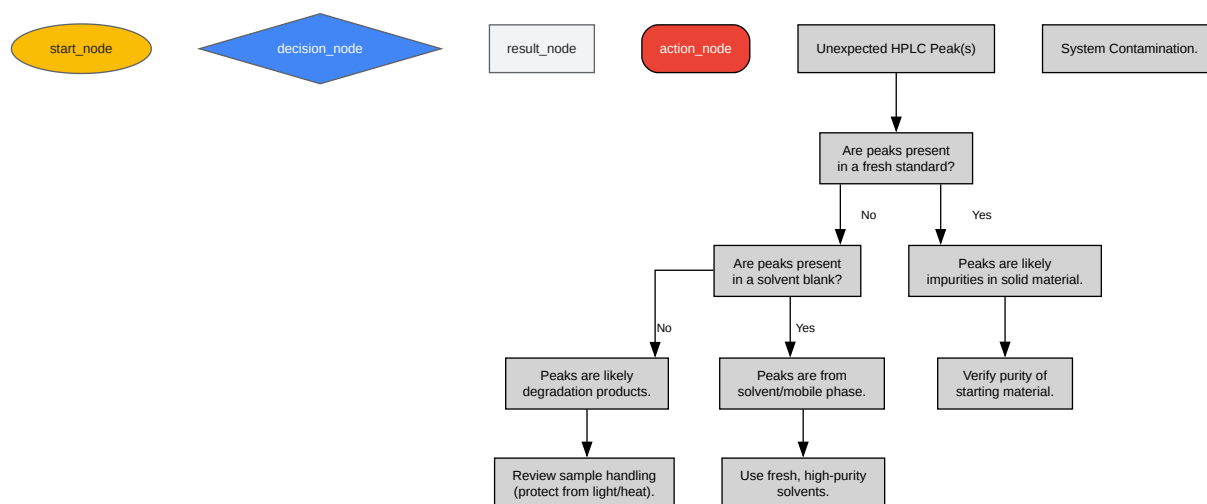 start_node
decision_node
result_node
action_node
Unexpected HPLC Peak(s)
System Contamination.
Are peaks present
in a fresh standard?
No
Yes
Are peaks present
in a solvent blank?
Peaks are likely
impurities in solid material.
No
Yes
Peaks are likely
degradation products.
Peaks are from
solvent/mobile phase.
Verify purity of
starting material.
Review sample handling
(protect from light/heat).
Use fresh, high-purity
solvents.